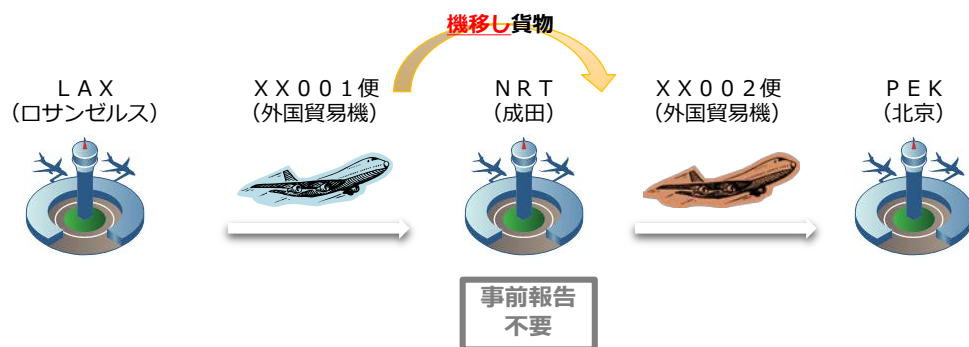 機移し貨物
ＬＡＸ
（ロサンゼルス）
ＸＸ００１便
（外国貿易機）
ＮＲＴ
（成田）
ＸＸ００２便
（外国貿易機）
ＰＥＫ
（北京）
事前報告
不要